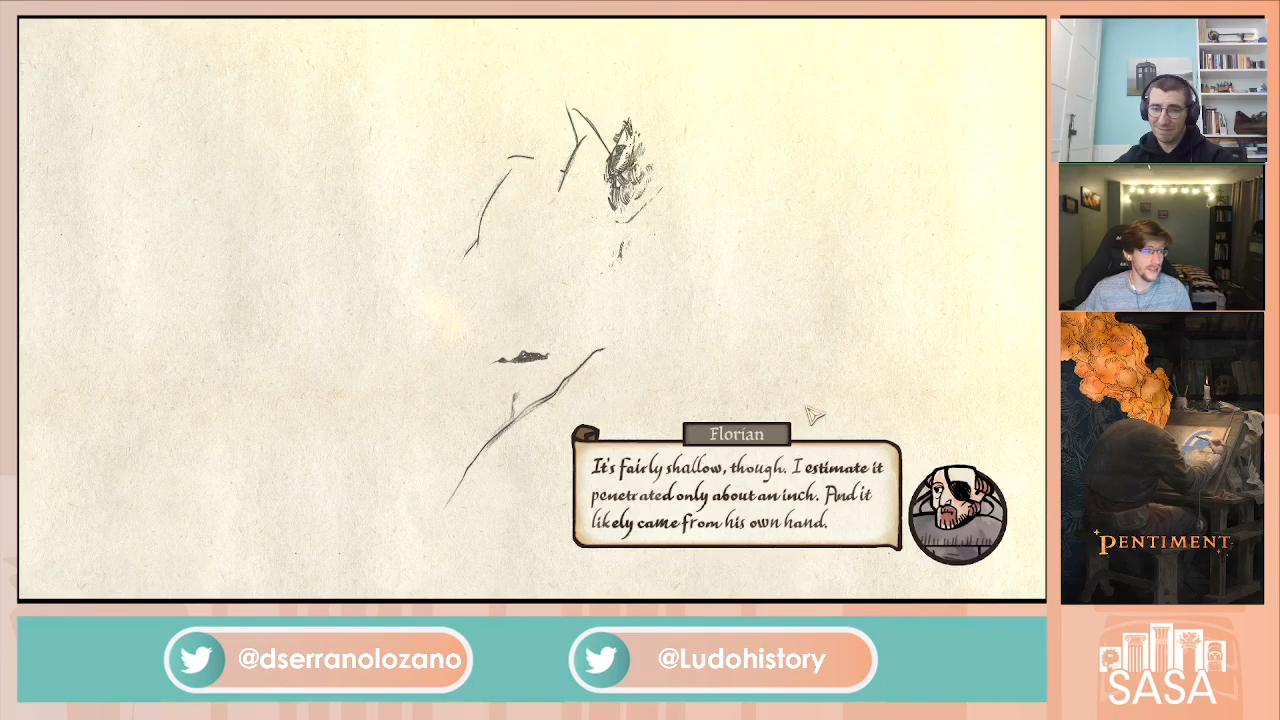 Florian
It's fairly shallow, though. I estimate it
penetrated only about an inch. And it
likely came from his own hand.
PENTIMENT
@dserranolozano
@Ludohistory
SASA